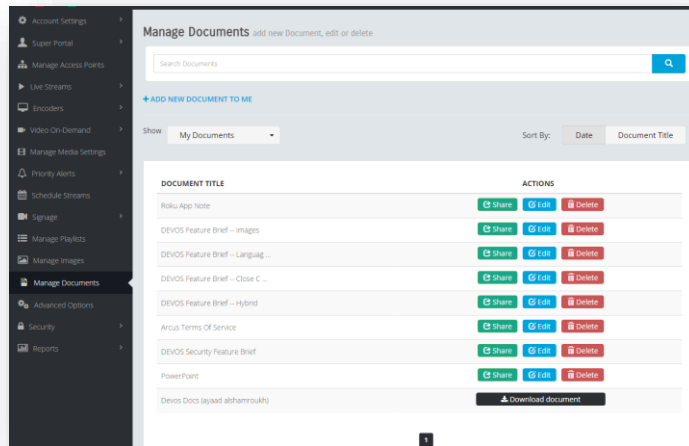 Account Settings
Super Portal
Manage Access Points
Live Streams
Encoders
Video On-Demand
Manage Media Settings
Priority Alerts
Schedule Streams
Signage
Manage Playlists
Manage Images
Manage Documents
Advanced Options
Security
Reports
Manage Documents add new Document, edit or delete
Search Documents
+ADD NEW DOCUMENT TO ME
Show My Documents Sort By: Date Document Title
DOCUMENT TITLE ACTIONS
Roku App Note Share Edit Delete
DEVOS Feature Brief -- Images Share Edit Delete
DEVOS Feature Brief -- Languag ... Share Edit Delete
DEVOS Feature Brief -- Close C ... Share Edit Delete
DEVOS Feature Brief -- Hybrid Share Edit Delete
Arcus Terms Of Service Share Edit Delete
DEVOS Security Feature Brief Share Edit Delete
PowerPoint Share Edit Delete
Devos Docs (ayaad alshamroukh) Download document
1